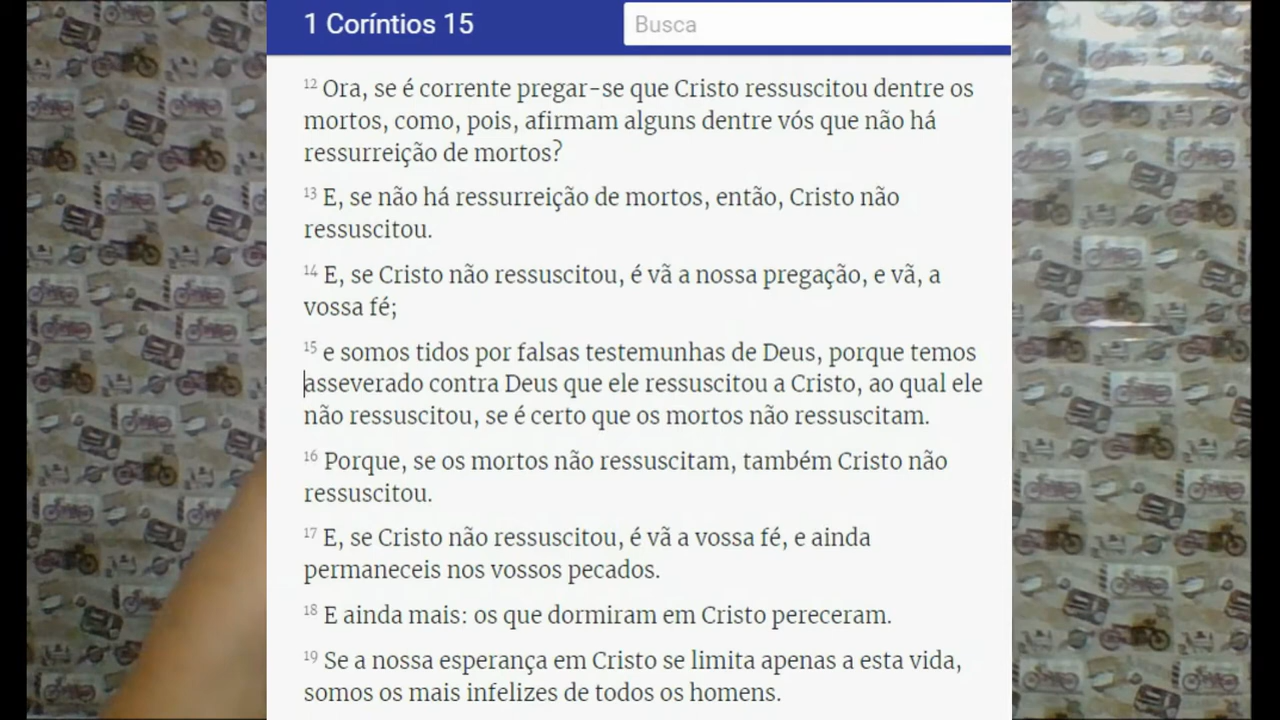 1 Coríntios 15
Busca
12 Ora, se é corrente pregar-se que Cristo ressuscitou dentre os
mortos, como, pois, afirmam alguns dentre vós que não há
ressurreição de mortos?
13 E, se não há ressurreição de mortos, então, Cristo não
ressuscitou.
14 E, se Cristo não ressuscitou, é vã a nossa pregação, e vã, a
vossa fé;
15 e somos tidos por falsas testemunhas de Deus, porque temos
asseverado contra Deus que ele ressuscitou a Cristo, ao qual ele
não ressuscitou, se é certo que os mortos não ressuscitam.
16 Porque, se os mortos não ressuscitam, também Cristo não
ressuscitou.
17 E, se Cristo não ressuscitou, é vã a vossa fé, e ainda
permaneceis nos vossos pecados.
18 E ainda mais: os que dormiram em Cristo pereceram.
19 Se a nossa esperança em Cristo se limita apenas a esta vida,
somos os mais infelizes de todos os homens.